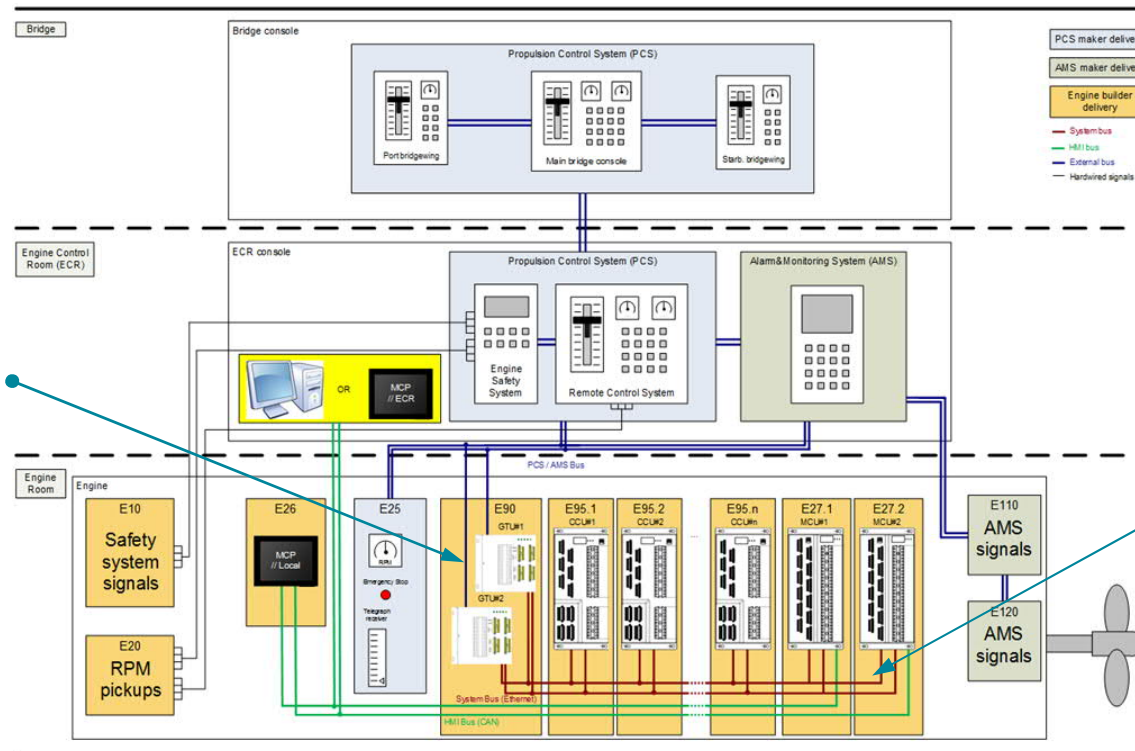 Bridge
Bridge console
Propulsion Control System (PCS)
Port bridgewing
Main bridge console
Starb. bridgewing
PCS maker
AMS maker
Engine builder
delivery
System bus
HMI bus
External bus
Hardwired signals
Engine Control
Room (ECR)
ECR console
Propulsion Control System (PCS)
Alarm&Monitoring System (AMS)
OR
MCP
// ECR
Engine
Safety
System
Remote Control System
PCS / AMS Bus
Engine
Room
Engine
E10
Safety
system
signals
E20
RPM
pickups
E26
MCP
// Local
E25
RPM
Emergency Stop
Telegraph
receiver
E90
GTU#1
GTU#2
E95.1
CCU#1
E95.2
CCU#2
E95.n
CCU#n
E27.1
MCU#1
E27.2
MCU#2
System Bus (Ethernet)
HMI Bus (CAN)
E110
AMS
signals
E120
AMS
signals